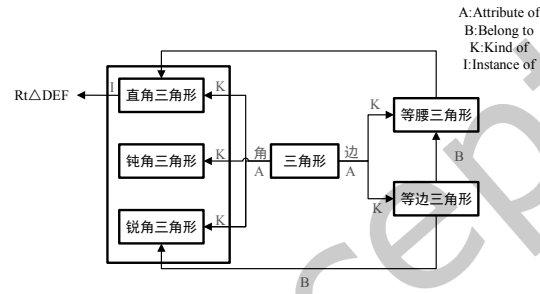 A:Attribute of
B:Belong to
K:Kind of
I:Instance of
Rt△DEF
I
直角三角形
K
钝角三角形
K
锐角三角形
K
角
A
三角形
边
A
K
等腰三角形
B
K
等边三角形
B
cept